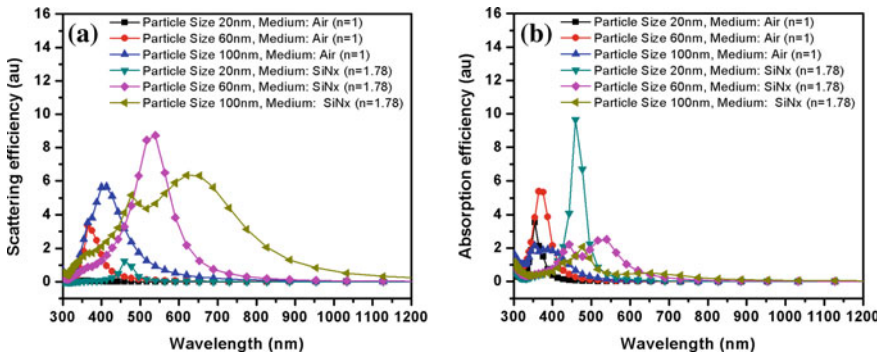 (a)
Particle Size 20nm, Medium: Air (n=1)
Particle Size 60nm, Medium: Air (n=1)
Particle Size 100nm, Medium: Air (n=1)
Particle Size 20nm, Medium: SiNx (n=1.78)
Particle Size 60nm, Medium: SiNx (n=1.78)
Particle Size 100nm, Medium: SiNx (n=1.78)
Scattering efficiency (au)
16
14
12
10
8
6
4
2
0
300 400 500 600 700 800 900 1000 1100 1200
Wavelength (nm)
(b)
Particle Size 20nm, Medium: Air (n=1)
Particle Size 60nm, Medium: Air (n=1)
Particle Size 100nm, Medium: Air (n=1)
Particle Size 20nm, Medium: SiNx (n=1.78)
Particle Size 60nm, Medium: SiNx (n=1.78)
Particle Size 100nm, Medium: SiNx (n=1.78)
Absorption efficiency (au)
16
14
12
10
8
6
4
2
0
300 400 500 600 700 800 900 1000 1100 1200
Wavelength (nm)